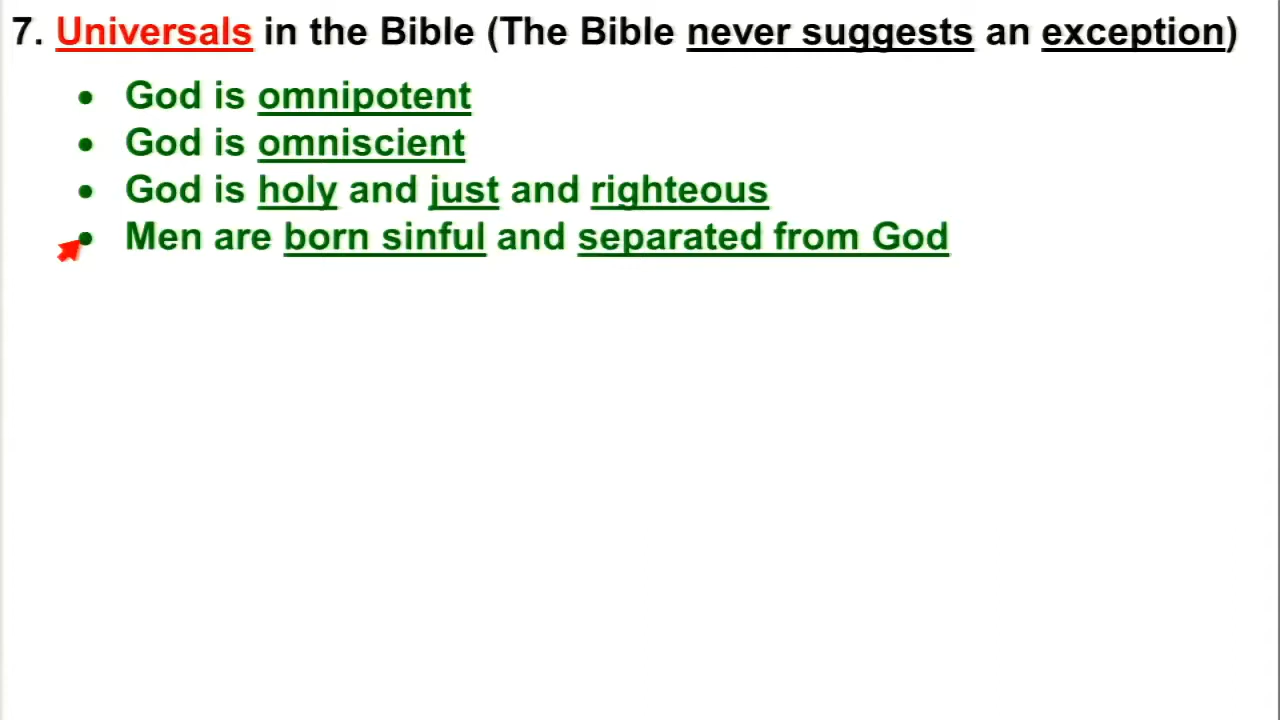 7. Universals in the Bible (The Bible never suggests an exception)
• God is omnipotent
• God is omniscient
• God is holy and just and righteous
• Men are born sinful and separated from God